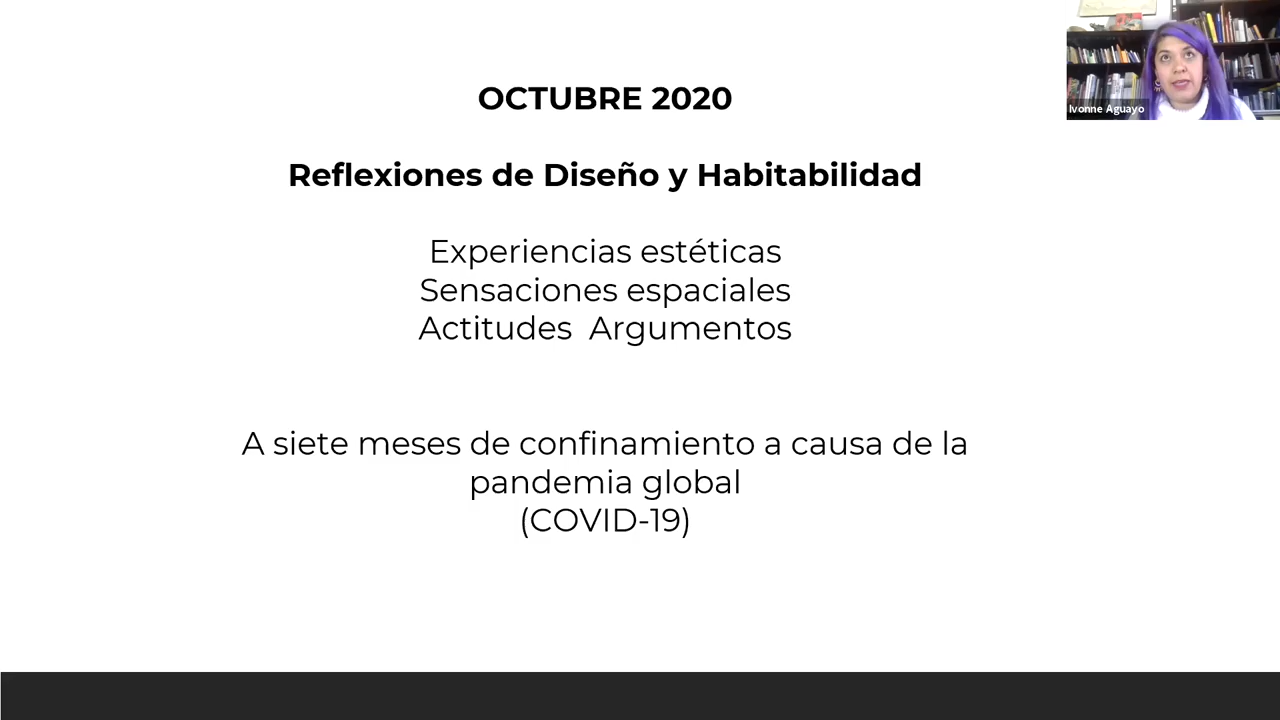 OCTUBRE 2020
Reflexiones de Diseño y Habitabilidad
Experiencias estéticas
Sensaciones espaciales
Actitudes  Argumentos
A siete meses de confinamiento a causa de la
pandemia global
(COVID-19)
Ivonne Aguayo